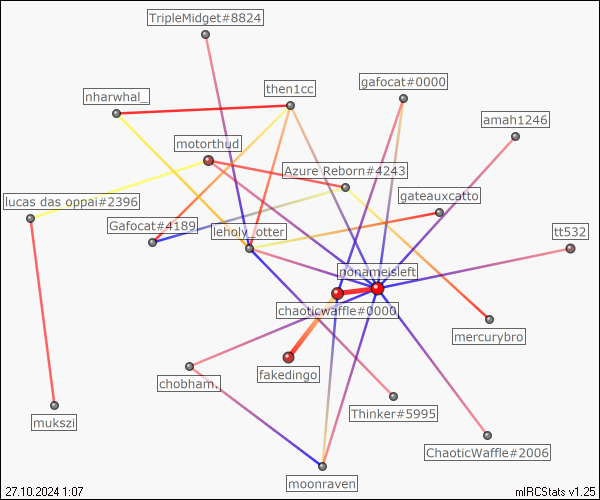 TripleMidget#8824
gafocat#0000
then1cc
nharwhal_
amah1246
motorthud
Azure Reborn#4243
lucas das oppai#2396
gateauxcatto
Gafocat#4189
leholy_otter
tt532
nonameisleft
chaoticwaffle#0000
mercurybro
fakedingo
chobham.
Thinker#5995
mukszi
ChaoticWaffle#2006
moonraven
27.10.2024 1:07
mIRCStats v1.25